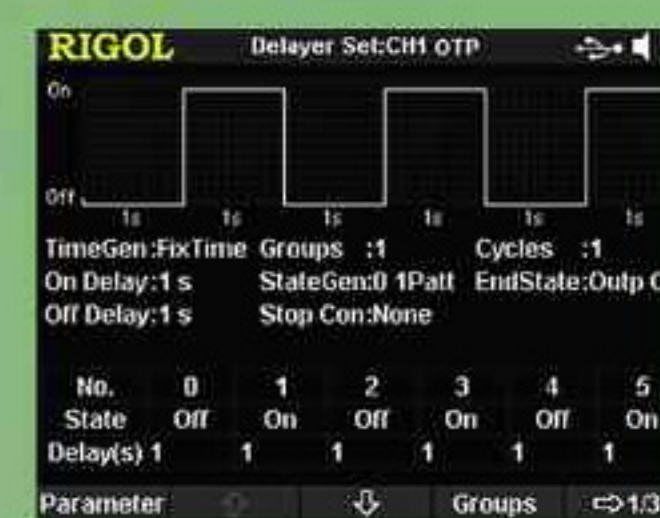 RIGOL Delayer Set:CH1 OTP
On
Off
1s 1s 1s 1s 1s 1s
TimeGen:FixTime Groups :1 Cycles :1
On Delay:1 s StateGen:0 1Patt EndState:Outp
Off Delay:1 s Stop Con:None
No. 0 1 2 3 4 5
State Off On Off On Off On
Delay(s) 1 1 1 1 1 1
Parameter Groups 1/3